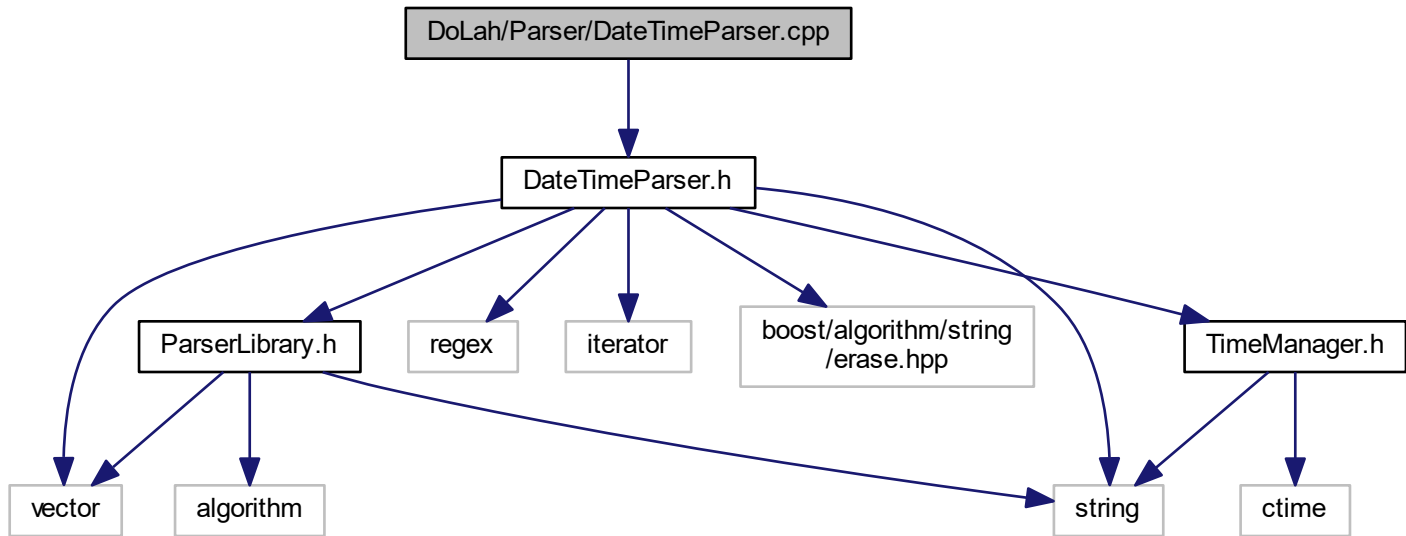 DoLah/Parser/DateTimeParser.cpp
DateTimeParser.h
ParserLibrary.h
regex
iterator
boost/algorithm/string
/erase.hpp
TimeManager.h
vector
algorithm
string
ctime